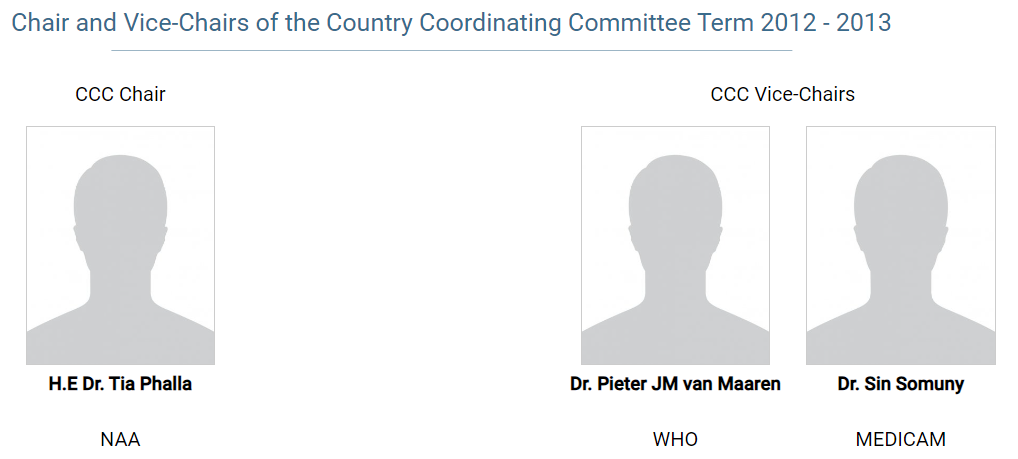 Chair and Vice-Chairs of the Country Coordinating Committee Term 2012 - 2013
CCC Chair
CCC Vice-Chairs
H.E Dr. Tia Phalla
Dr. Pieter JM van Maaren
Dr. Sin Somuny
NAA
WHO
MEDICAM